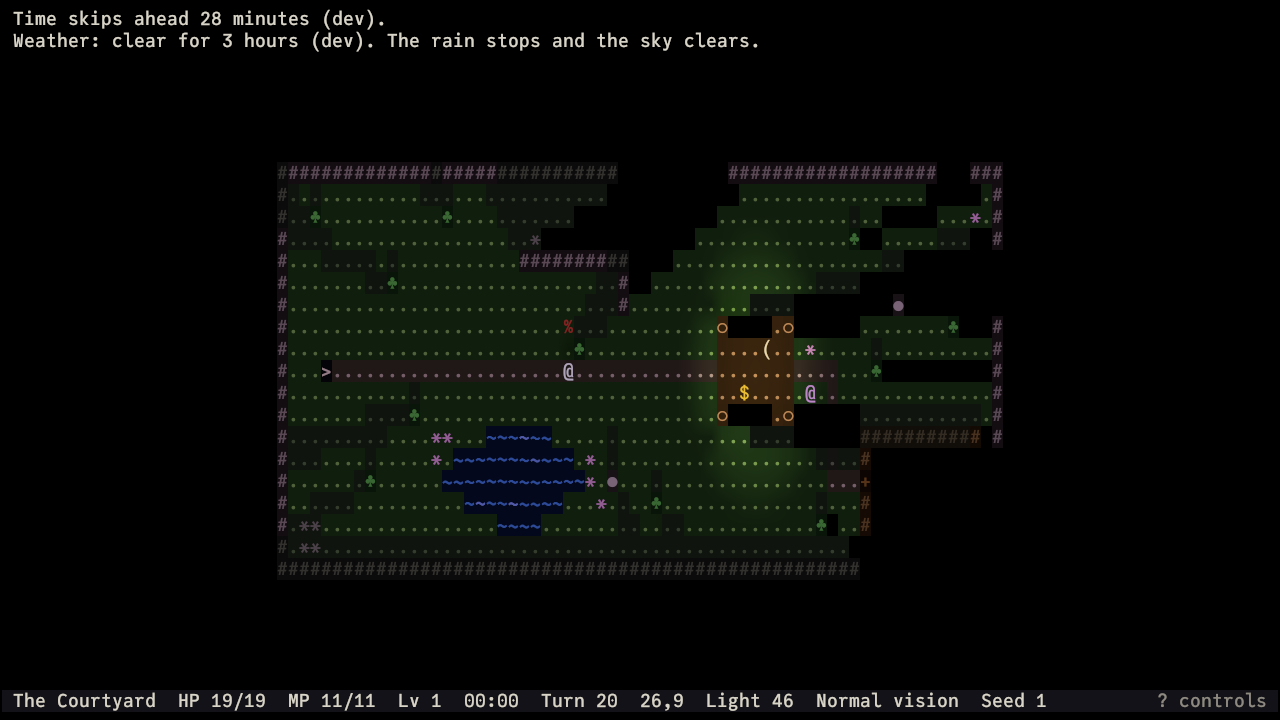 Time skips ahead 28 minutes (dev).
Weather: clear for 3 hours (dev). The rain stops and the sky clears.
The Courtyard  HP 19/19  MP 11/11  Lv 1  00:00  Turn 20  26,9  Light 46  Normal vision  Seed 1  ? controls